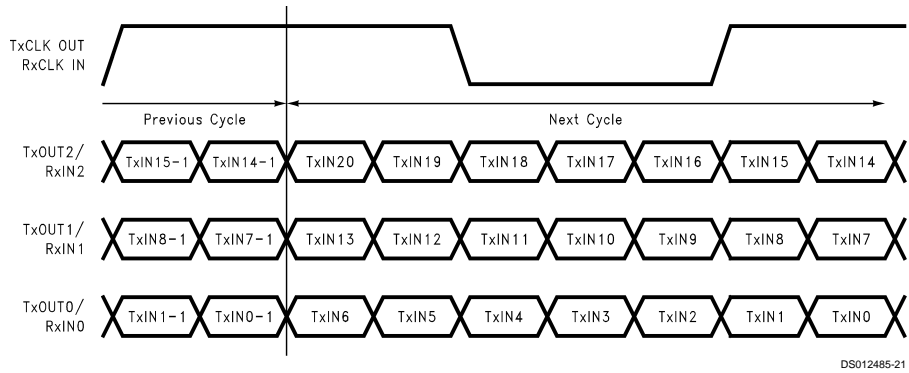 TxCLK OUT
RxCLK IN
Previous Cycle
Next Cycle
TxOUT2/
RxIN2
TxIN15-1 TxIN14-1 TxIN20 TxIN19 TxIN18 TxIN17 TxIN16 TxIN15 TxIN14
TxOUT1/
RxIN1
TxIN8-1 TxIN7-1 TxIN13 TxIN12 TxIN11 TxIN10 TxIN9 TxIN8 TxIN7
TxOUT0/
RxIN0
TxIN1-1 TxIN0-1 TxIN6 TxIN5 TxIN4 TxIN3 TxIN2 TxIN1 TxIN0
DS012485-21